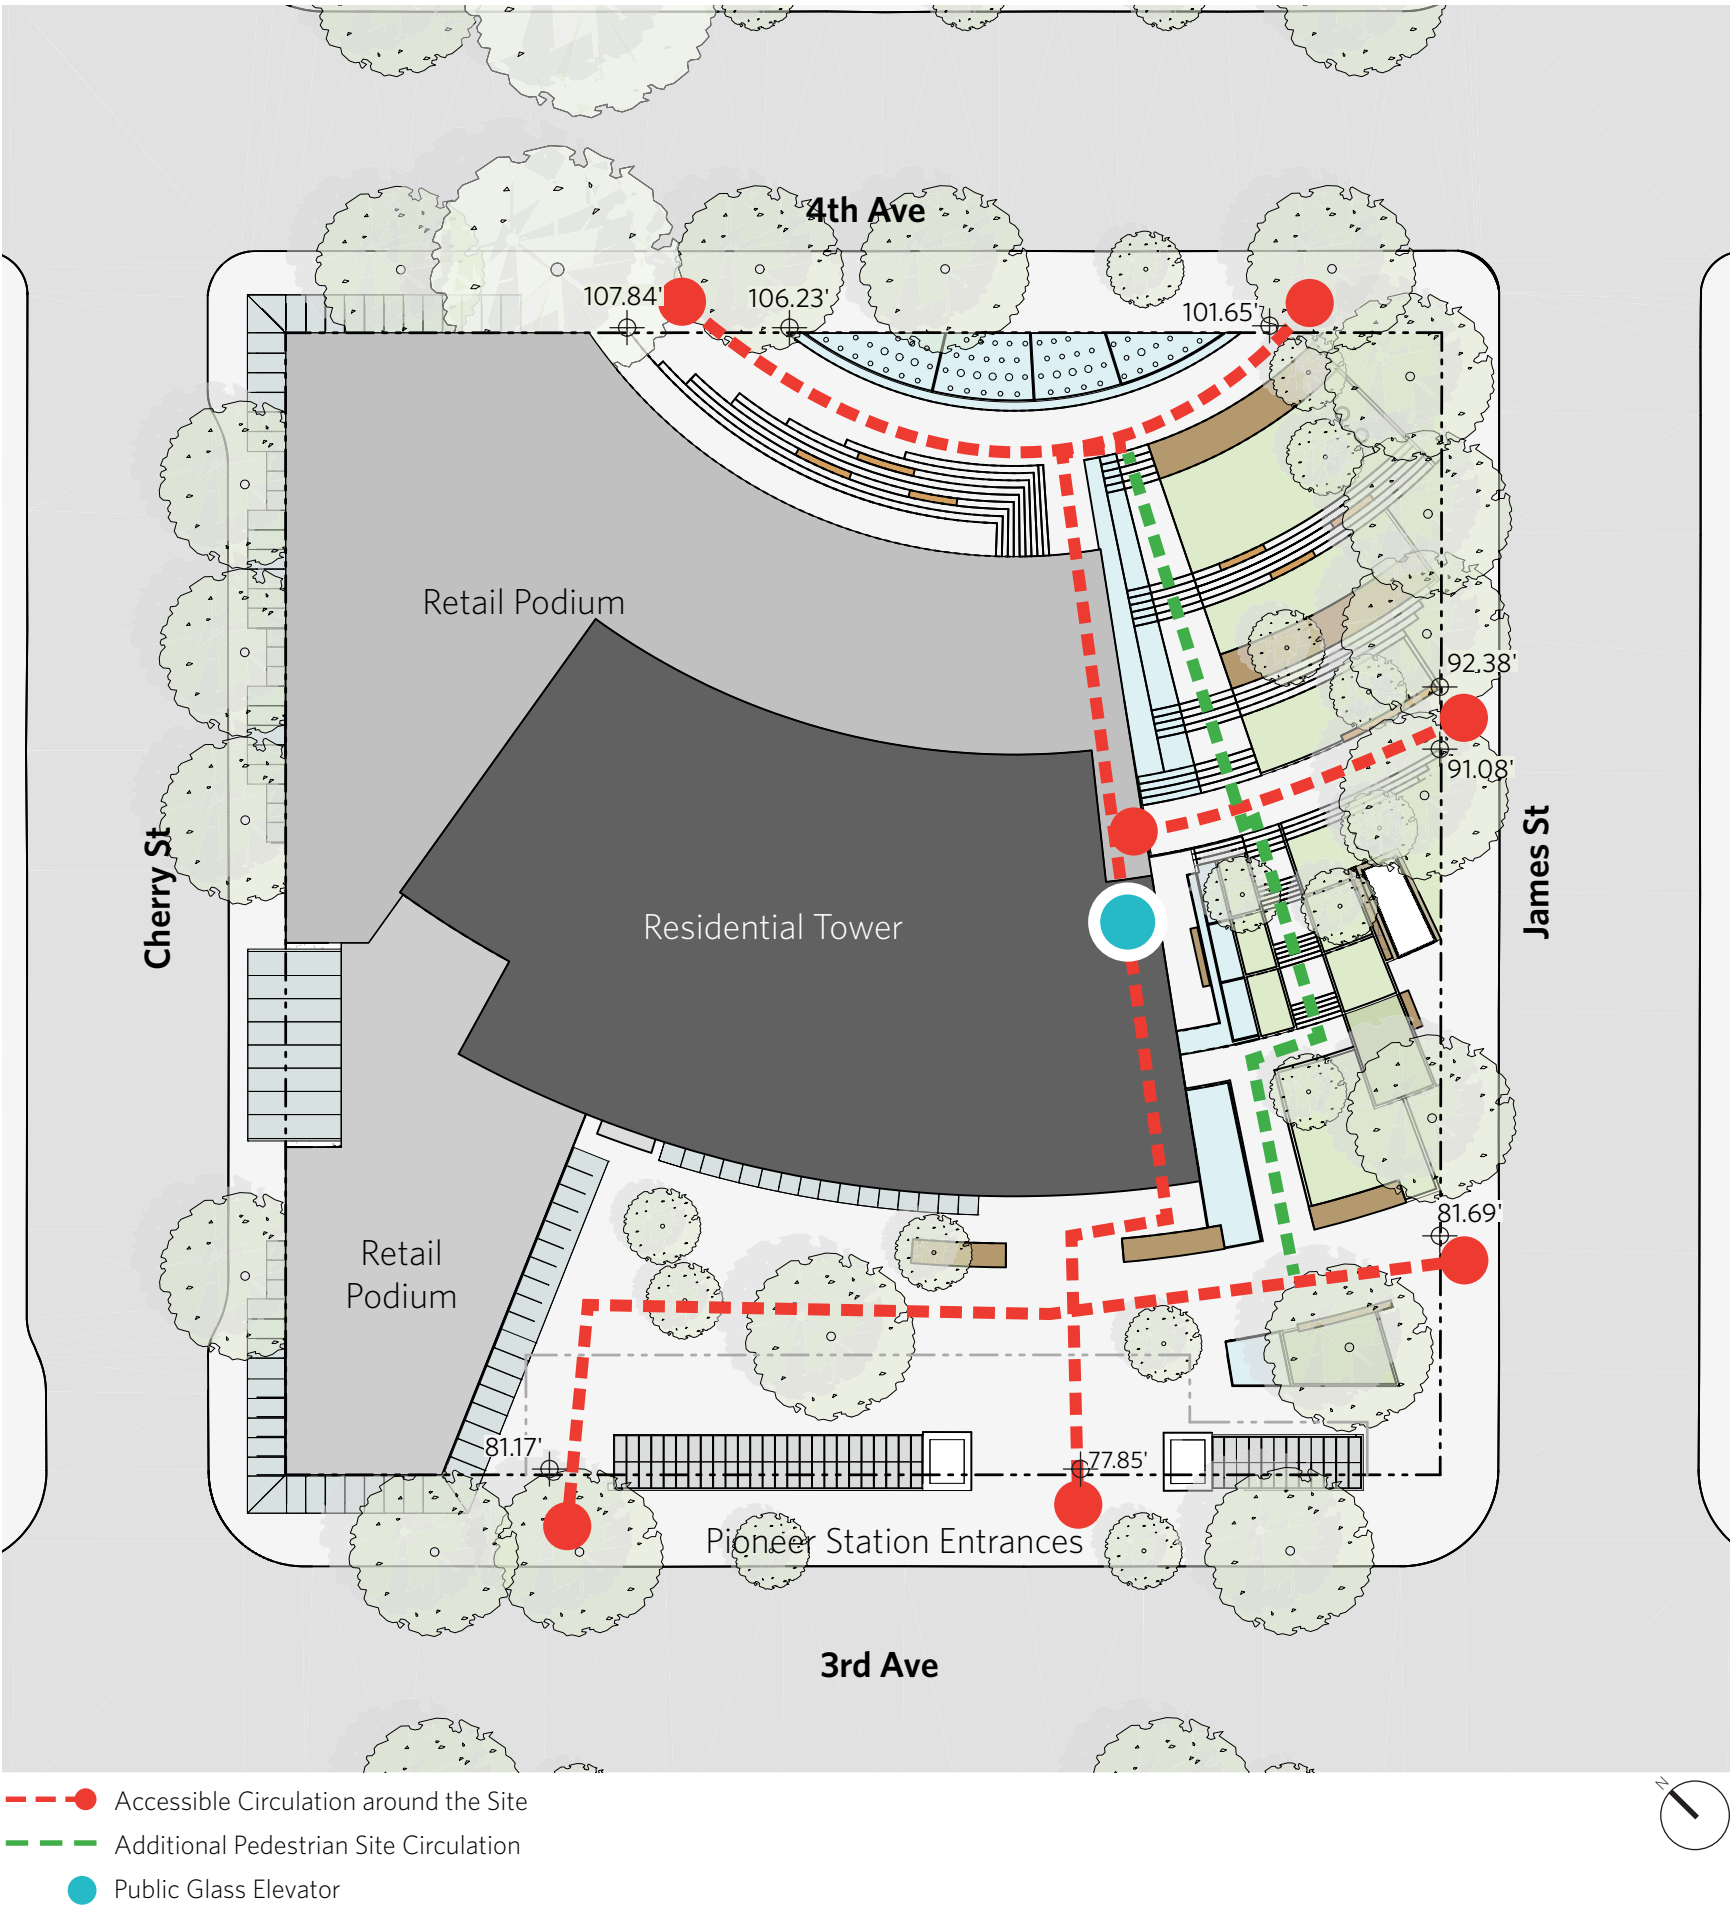 4th Ave
107.84'
106.23'
101.65'
Retail Podium
92.38'
91.08'
Cherry St
James St
Residential Tower
81.69'
Retail
Podium
81.17'
77.85'
Pioneer Station Entrances
3rd Ave
Accessible Circulation around the Site
Additional Pedestrian Site Circulation
Public Glass Elevator
N